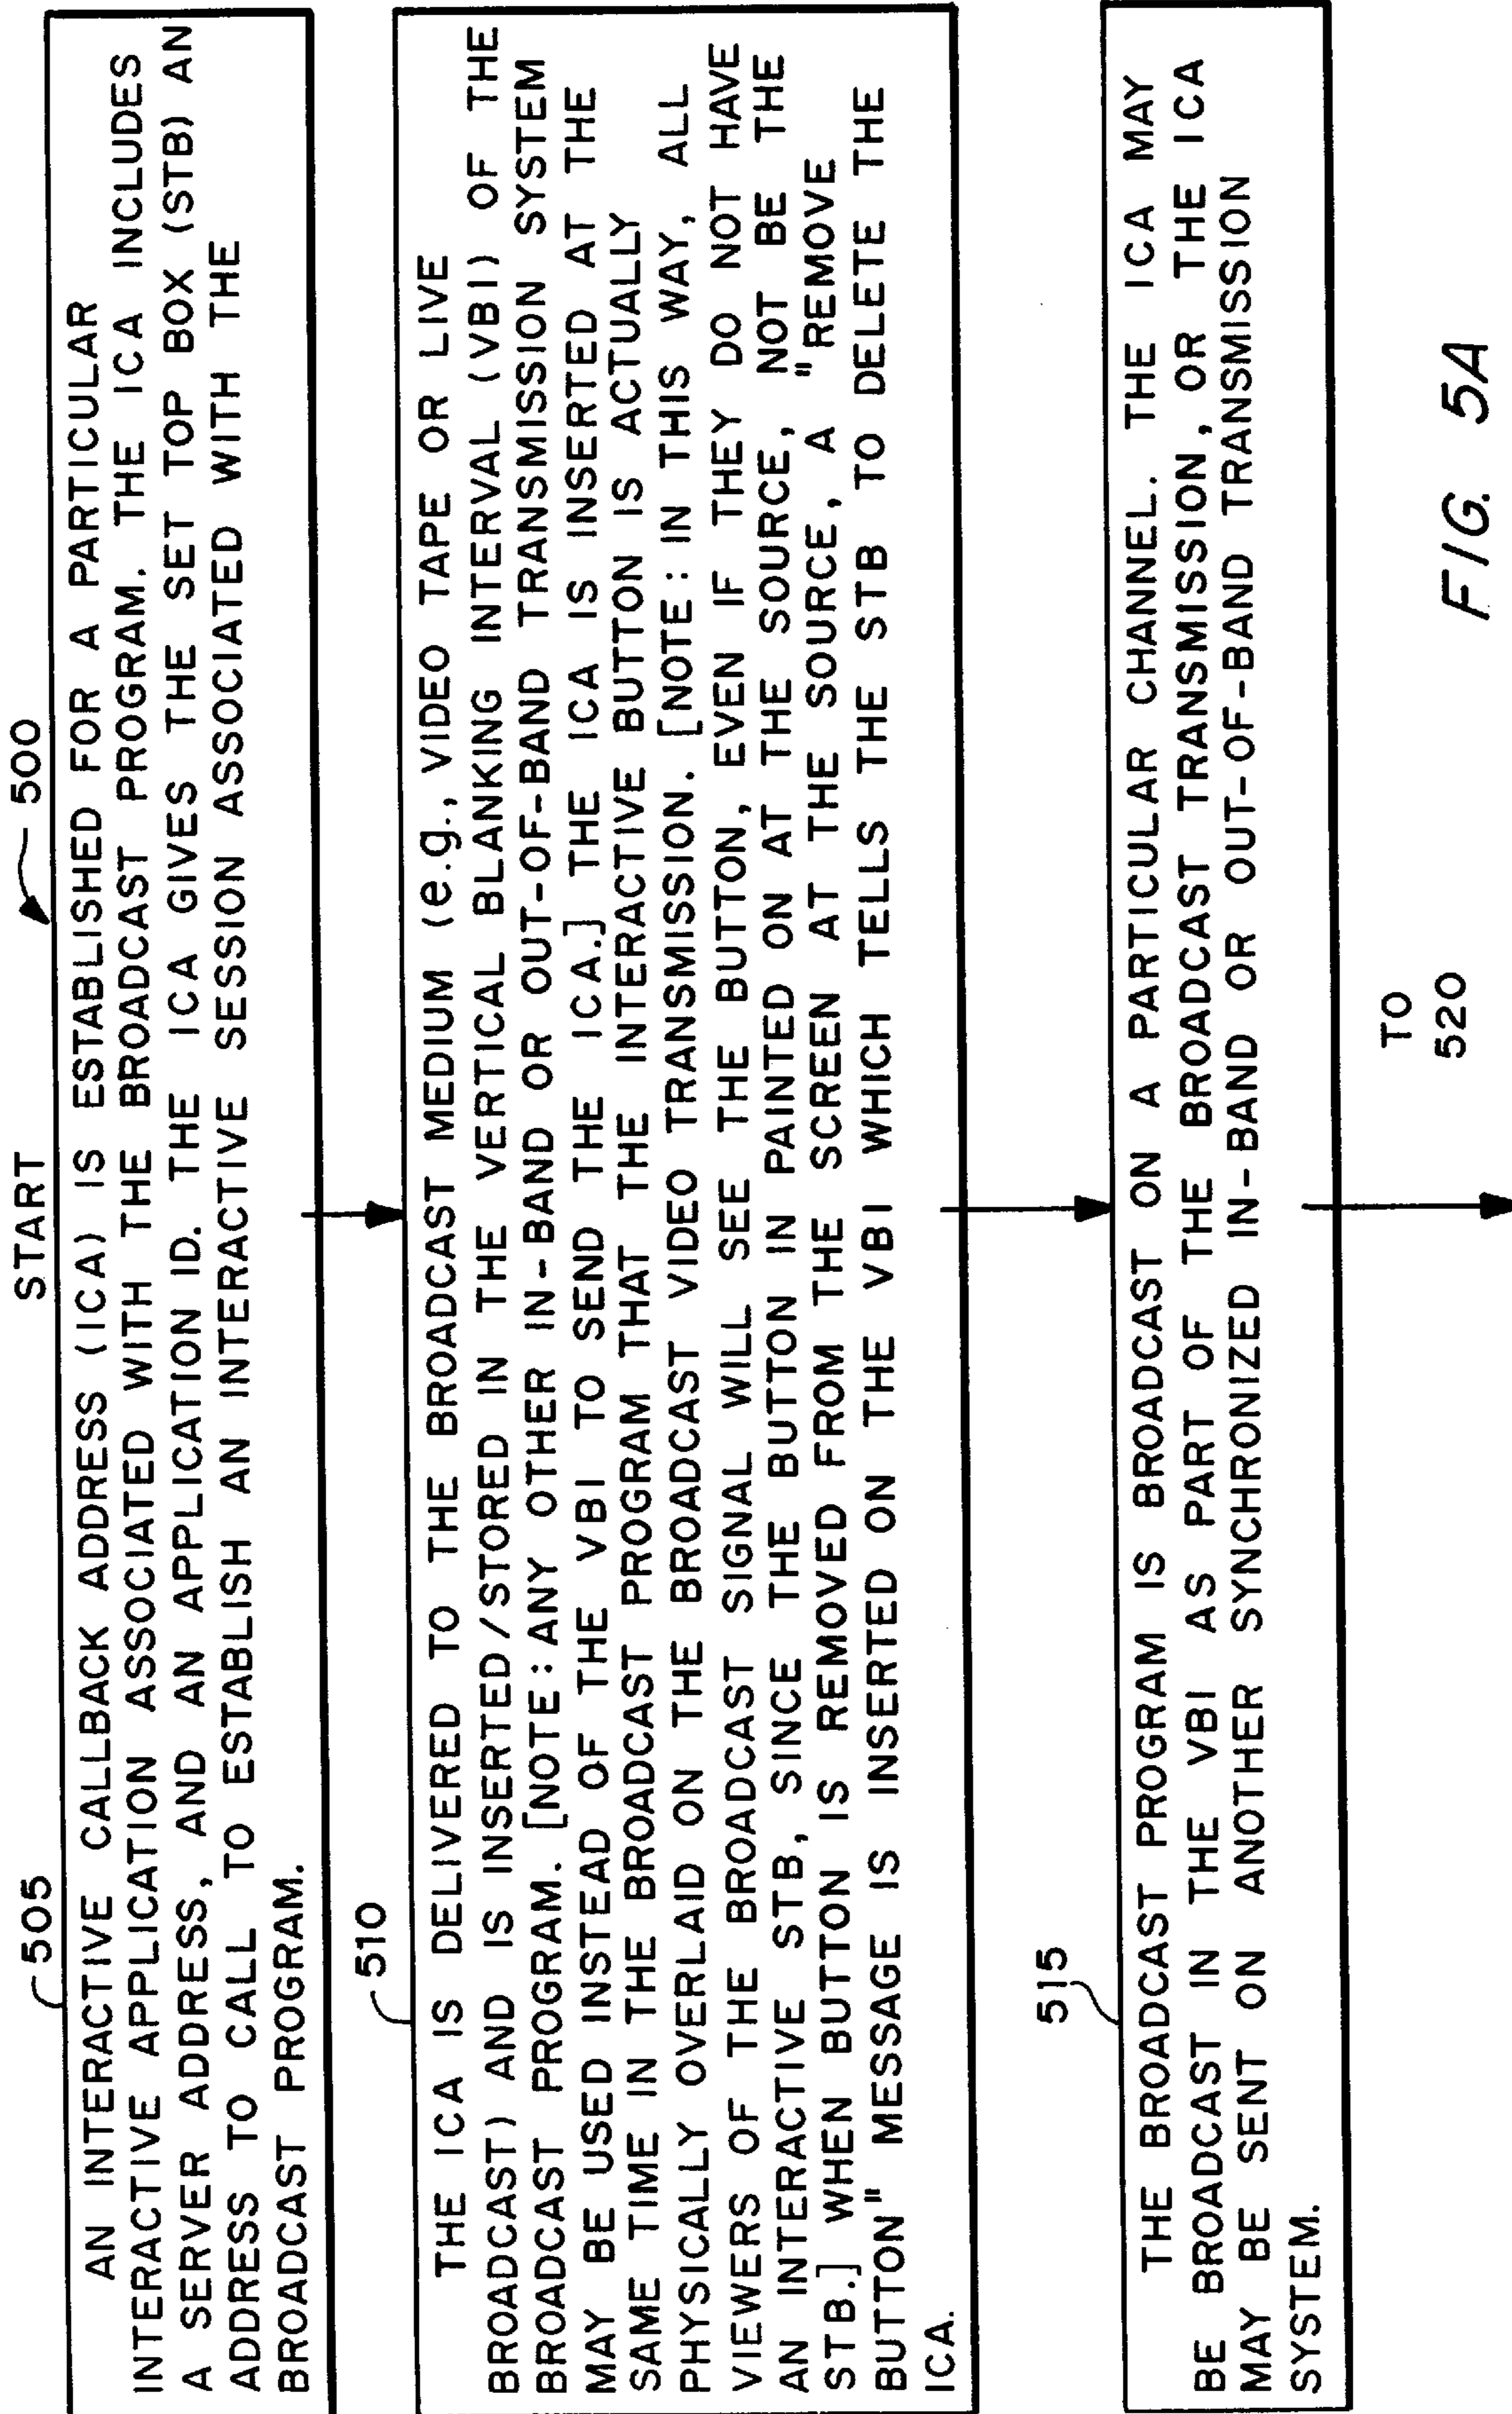 START
500
505
AN INTERACTIVE CALLBACK ADDRESS (ICA) IS ESTABLISHED FOR A PARTICULAR
INTERACTIVE APPLICATION ASSOCIATED WITH THE BROADCAST PROGRAM. THE ICA INCLUDES
A SERVER ADDRESS, AND AN APPLICATION ID. THE ICA GIVES THE SET TOP BOX (STB) AN
ADDRESS TO CALL TO ESTABLISH AN INTERACTIVE SESSION ASSOCIATED WITH THE
BROADCAST PROGRAM.
510
THE ICA IS DELIVERED TO THE BROADCAST MEDIUM (e.g., VIDEO TAPE OR LIVE
BROADCAST) AND IS INSERTED/STORED IN THE VERTICAL BLANKING INTERVAL (VBI) OF THE
BROADCAST PROGRAM. [NOTE: ANY OTHER IN-BAND OR OUT-OF-BAND TRANSMISSION SYSTEM
MAY BE USED INSTEAD OF THE VBI TO SEND THE ICA.] THE ICA IS INSERTED AT THE
SAME TIME IN THE BROADCAST PROGRAM THAT THE INTERACTIVE BUTTON IS ACTUALLY
PHYSICALLY OVERLAID ON THE BROADCAST VIDEO TRANSMISSION. [NOTE: IN THIS WAY, ALL
VIEWERS OF THE BROADCAST SIGNAL WILL SEE THE BUTTON, EVEN IF THEY DO NOT HAVE
AN INTERACTIVE STB, SINCE THE BUTTON IN PAINTED ON AT THE SOURCE, NOT BE THE
STB.] WHEN BUTTON IS REMOVED FROM THE SCREEN AT THE SOURCE, A "REMOVE
BUTTON" MESSAGE IS INSERTED ON THE VBI WHICH TELLS THE STB TO DELETE THE
ICA.
515
THE BROADCAST PROGRAM IS BROADCAST ON A PARTICULAR CHANNEL. THE ICA MAY
BE BROADCAST IN THE VBI AS PART OF THE BROADCAST TRANSMISSION, OR THE ICA
MAY BE SENT ON ANOTHER SYNCHRONIZED IN-BAND OR OUT-OF-BAND TRANSMISSION
SYSTEM.
TO
520
FIG. 5A